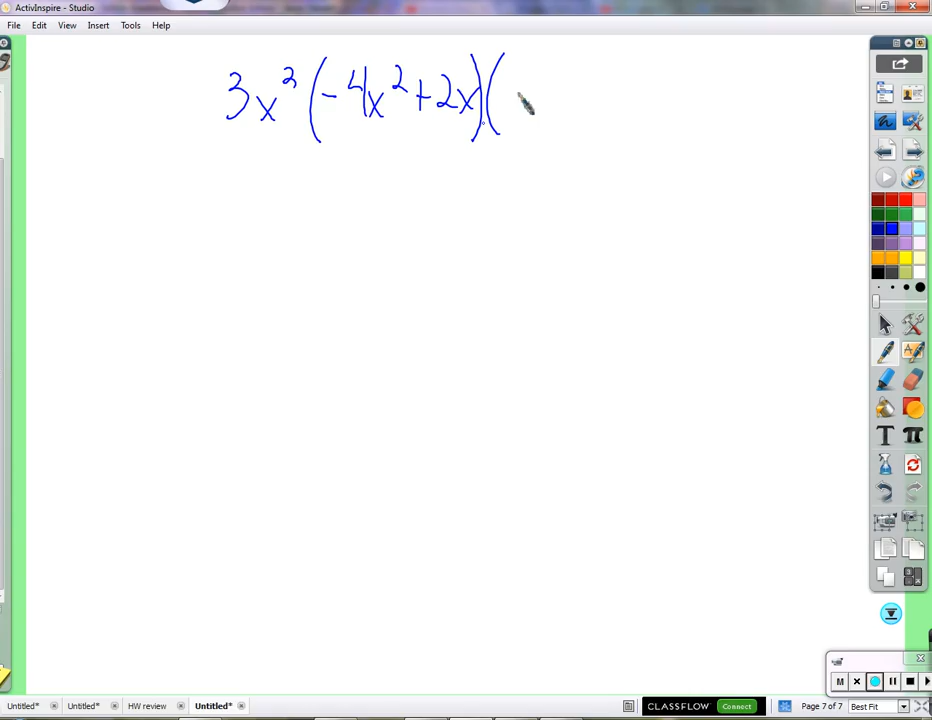 ActivInspire - Studio
File Edit View Insert Tools Help
3x² (-4x²+2x)(
T π
M
Untitled* Untitled* HW review Untitled* CLASSFLOW Connect Page 7 of 7 Best Fit